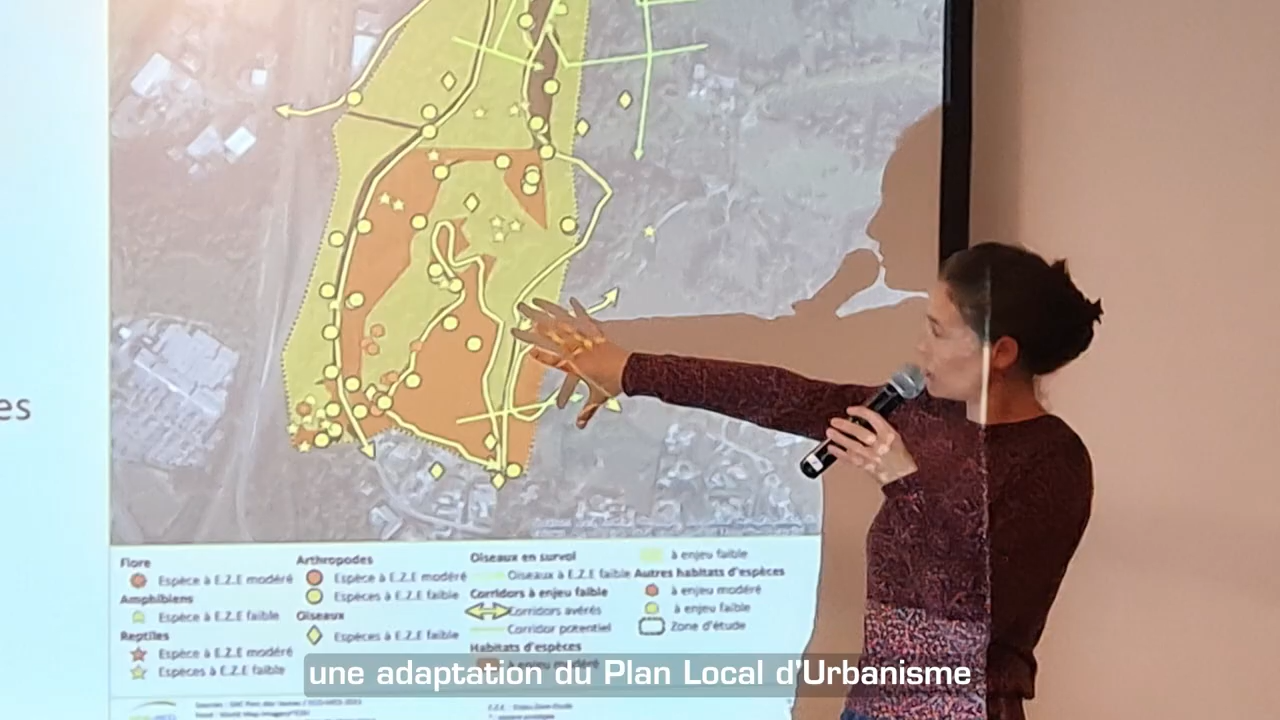 es
Flore
Espèce à E.Z.E modéré
Amphibiens
Espèce à E.Z.E faible
Reptiles
Espèce à E.Z.E modéré
Espèces à E.Z.E faible
Arthropodes
Espèce à E.Z.E modéré
Espèces à E.Z.E faible
Oiseaux
Espèces à E.Z.E faible
Oiseaux en survol
Oiseaux à E.Z.E faible
Corridors à enjeu faible
Corridors avérés
Corridor potentiel
Habitats d'espèces
à enjeu faible
Autres habitats d'espèces
à enjeu modéré
à enjeu faible
Zone d'étude
une adaptation du Plan Local d'Urbanisme